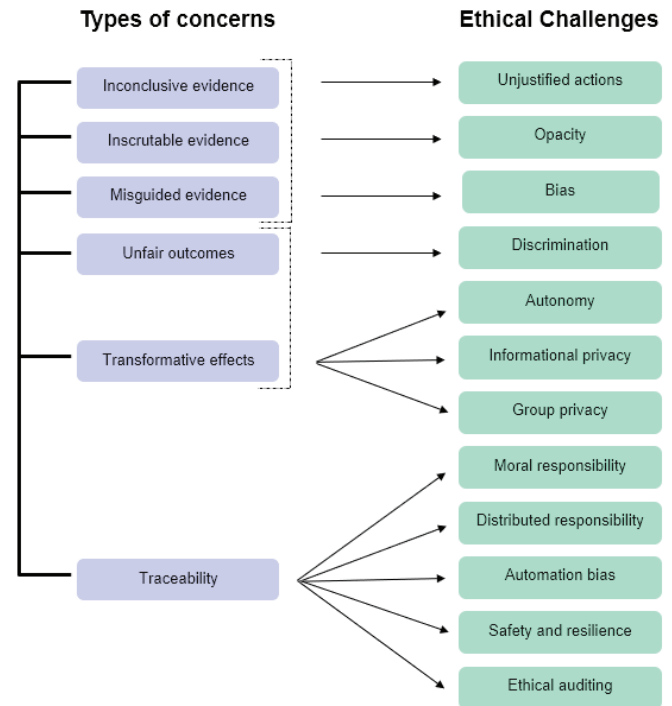 Types of concerns
Ethical Challenges
Inconclusive evidence
Unjustified actions
Inscrutable evidence
Opacity
Misguided evidence
Bias
Unfair outcomes
Discrimination
Autonomy
Transformative effects
Informational privacy
Group privacy
Moral responsibility
Distributed responsibility
Traceability
Automation bias
Safety and resilience
Ethical auditing